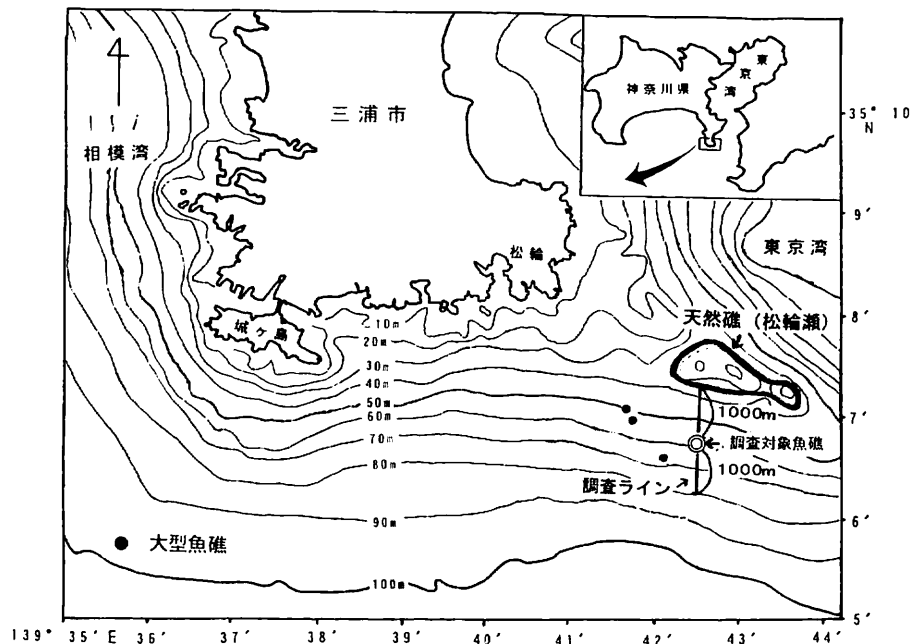 三浦市
相模湾
神奈川県
東京湾
35° 10
N
9′
松輪
東京湾
城ヶ島
天然礁（松輪瀬）
8′
10m
20m
30m
40m
50m
60m
70m
80m
90m
100m
1000m
7′
調査対象魚礁
1000m
調査ライン
6′
大型魚礁
5′
139° 35′E 36′ 37′ 38′ 39′ 40′ 41′ 42′ 43′ 44′